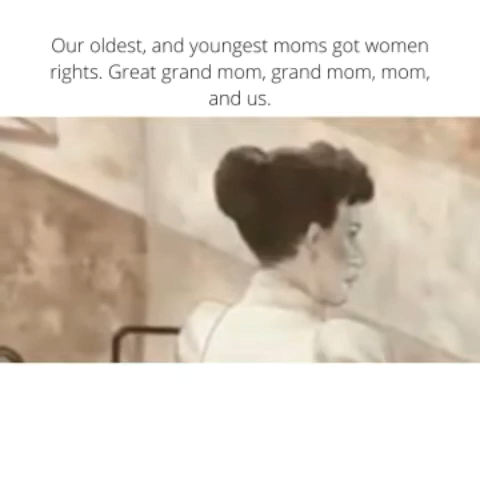 Our oldest, and youngest moms got women
rights. Great grand mom, grand mom, mom,
and us.